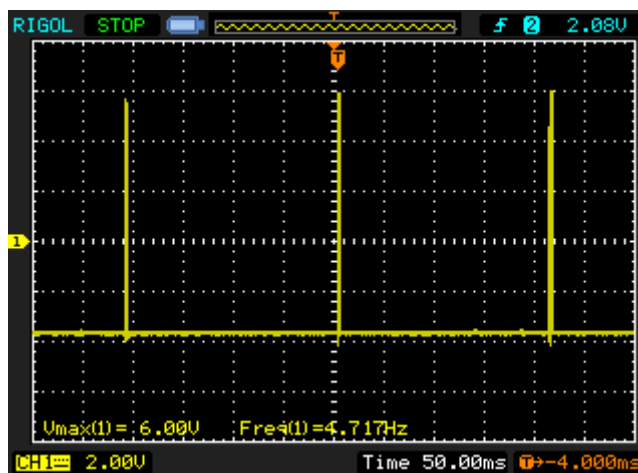 RIGOL STOP T 2 2.08V
T
1
Vmax(1)= 6.00V Freq(1)=4.717Hz
CH1 2.00V Time 50.00ms T→-4.000ms